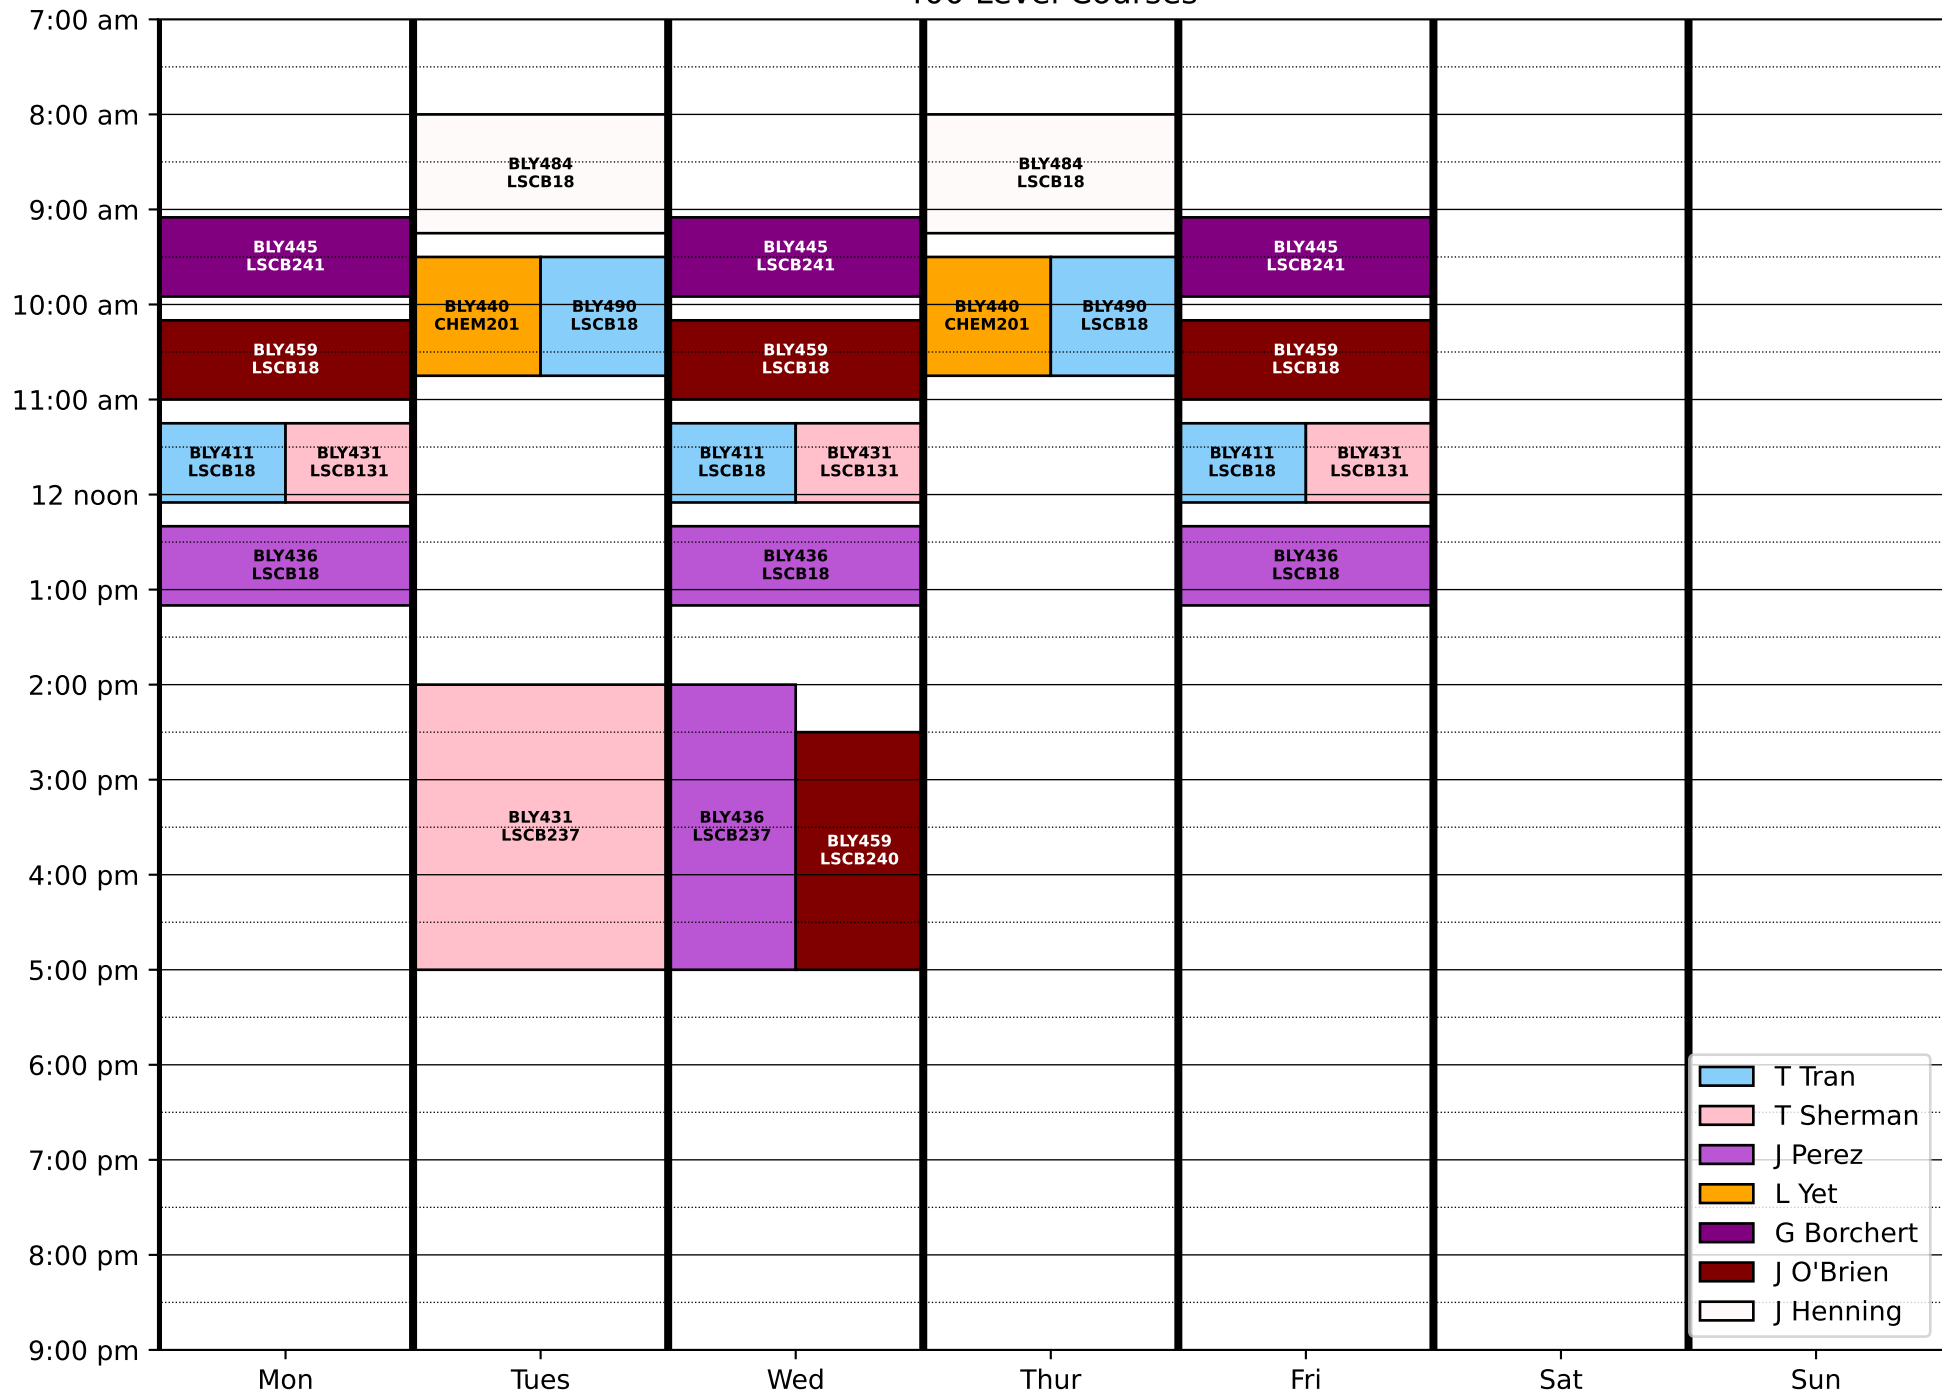 400-Level Courses
7:00 am
8:00 am
9:00 am
10:00 am
11:00 am
12 noon
1:00 pm
2:00 pm
3:00 pm
4:00 pm
5:00 pm
6:00 pm
7:00 pm
8:00 pm
9:00 pm
BLY445
LSCB241
BLY459
LSCB18
BLY411
LSCB18
BLY431
LSCB131
BLY436
LSCB18
BLY484
LSCB18
BLY440
CHEM201
BLY490
LSCB18
BLY431
LSCB237
BLY445
LSCB241
BLY459
LSCB18
BLY411
LSCB18
BLY431
LSCB131
BLY436
LSCB18
BLY436
LSCB237
BLY459
LSCB240
BLY484
LSCB18
BLY440
CHEM201
BLY490
LSCB18
BLY445
LSCB241
BLY459
LSCB18
BLY411
LSCB18
BLY431
LSCB131
BLY436
LSCB18
T Tran
T Sherman
J Perez
L Yet
G Borchert
J O'Brien
J Henning
Mon
Tues
Wed
Thur
Fri
Sat
Sun